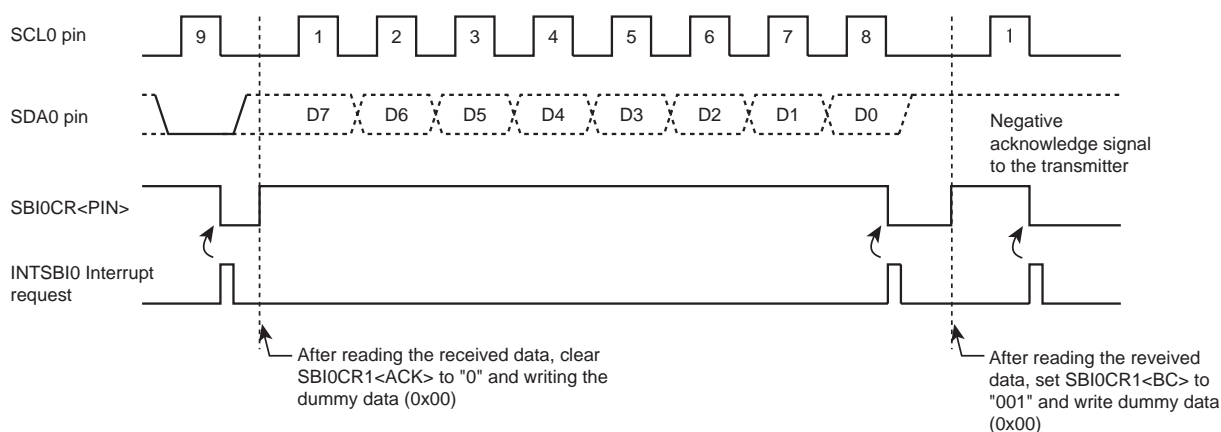 SCL0 pin
9 1 2 3 4 5 6 7 8 1
SDA0 pin
D7 D6 D5 D4 D3 D2 D1 D0
Negative
acknowledge signal
to the transmitter
SBI0CR<PIN>
INTSBI0 Interrupt
request
After reading the received data, clear
SBI0CR1<ACK> to "0" and writing the
dummy data (0x00)
After reading the reveived
data, set SBI0CR1<BC> to
"001" and write dummy data
(0x00)